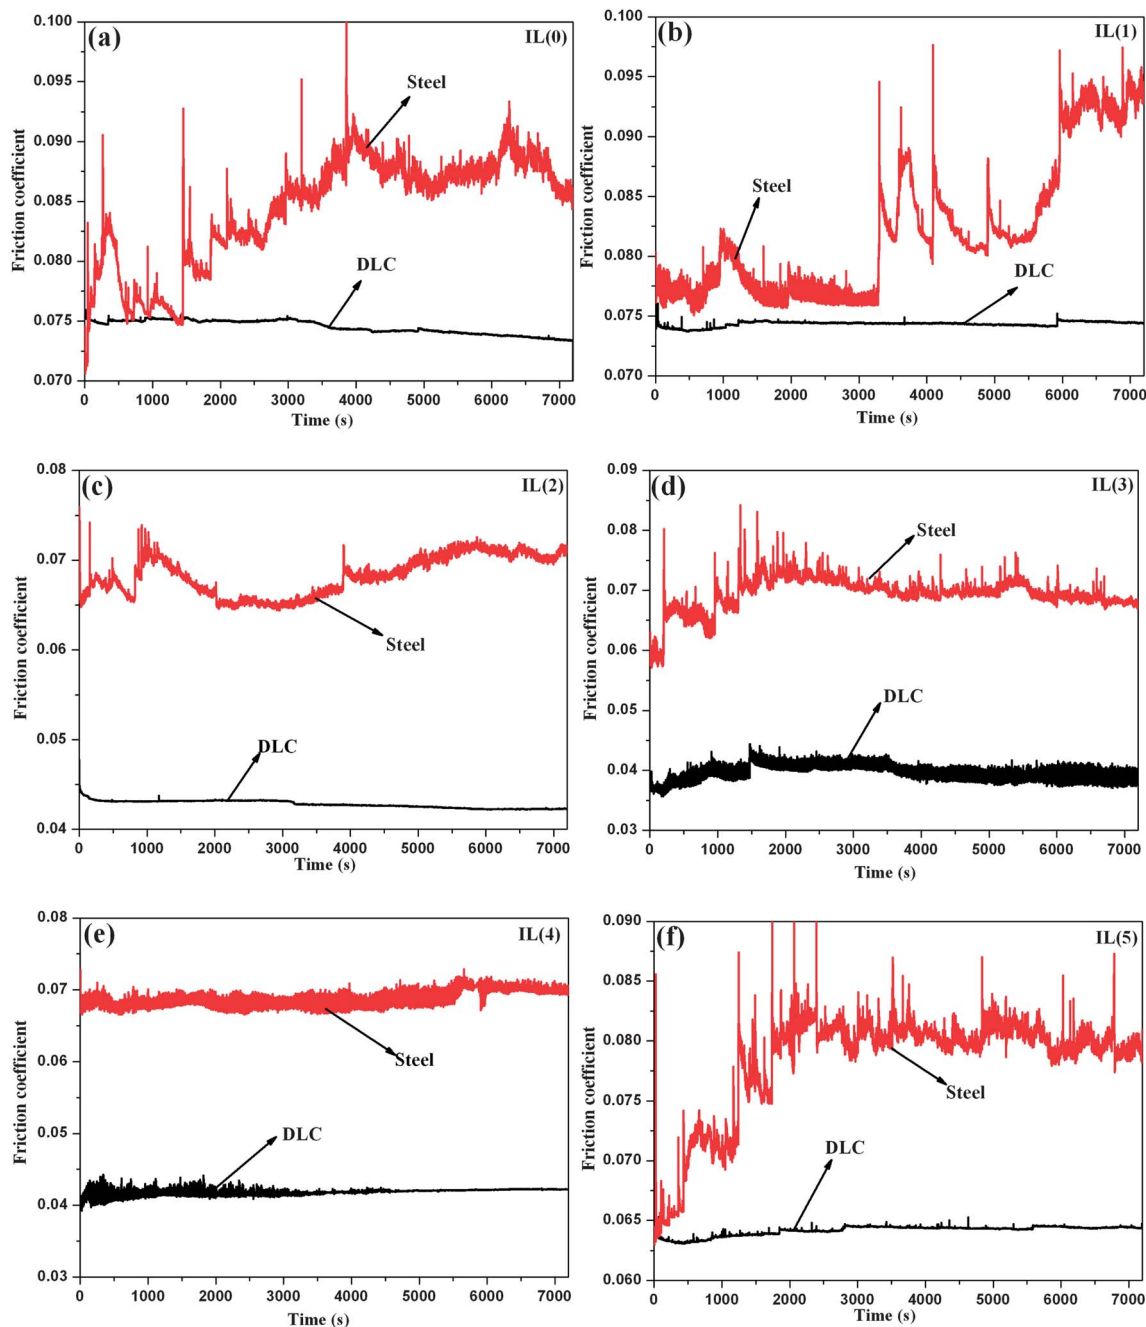 (a)
IL(0)
Steel
DLC
Friction coefficient
0.100
0.095
0.090
0.085
0.080
0.075
0.070
0 1000 2000 3000 4000 5000 6000 7000
Time (s)
(b)
IL(1)
Steel
DLC
Friction coefficient
0.100
0.095
0.090
0.085
0.080
0.075
0.070
0 1000 2000 3000 4000 5000 6000 7000
Time (s)
(c)
IL(2)
Steel
DLC
Friction coefficient
0.08
0.07
0.06
0.05
0.04
0 1000 2000 3000 4000 5000 6000 7000
Time (s)
(d)
IL(3)
Steel
DLC
Friction coefficient
0.09
0.08
0.07
0.06
0.05
0.04
0.03
0 1000 2000 3000 4000 5000 6000 7000
Time (s)
(e)
IL(4)
Steel
DLC
Friction coefficient
0.08
0.07
0.06
0.05
0.04
0.03
0 1000 2000 3000 4000 5000 6000 7000
Time (s)
(f)
IL(5)
Steel
DLC
Friction coefficient
0.090
0.085
0.080
0.075
0.070
0.065
0.060
0 1000 2000 3000 4000 5000 6000 7000
Time (s)